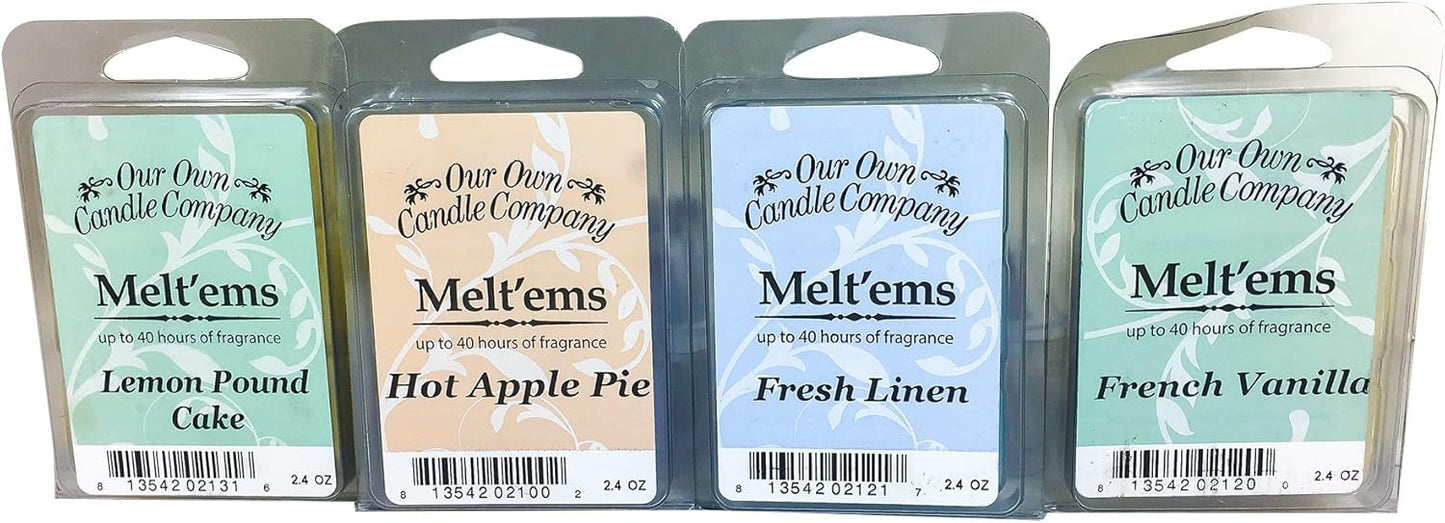 Our Own
Candle Company
Melt'ems
up to 40 hours of fragrance
Lemon Pound
Cake
8 13542 02131 6
2.4 OZ
Our Own
Candle Company
Melt'ems
up to 40 hours of fragrance
Hot Apple Pie
8 13542 02100 2
2.4 OZ
Our Own
Candle Company
Melt'ems
up to 40 hours of fragrance
Fresh Linen
8 13542 02121 7
2.4 OZ
Our Own
Candle Company
Melt'ems
up to 40 hours of fragrance
French Vanilla
8 13542 02120 0
2.4 OZ